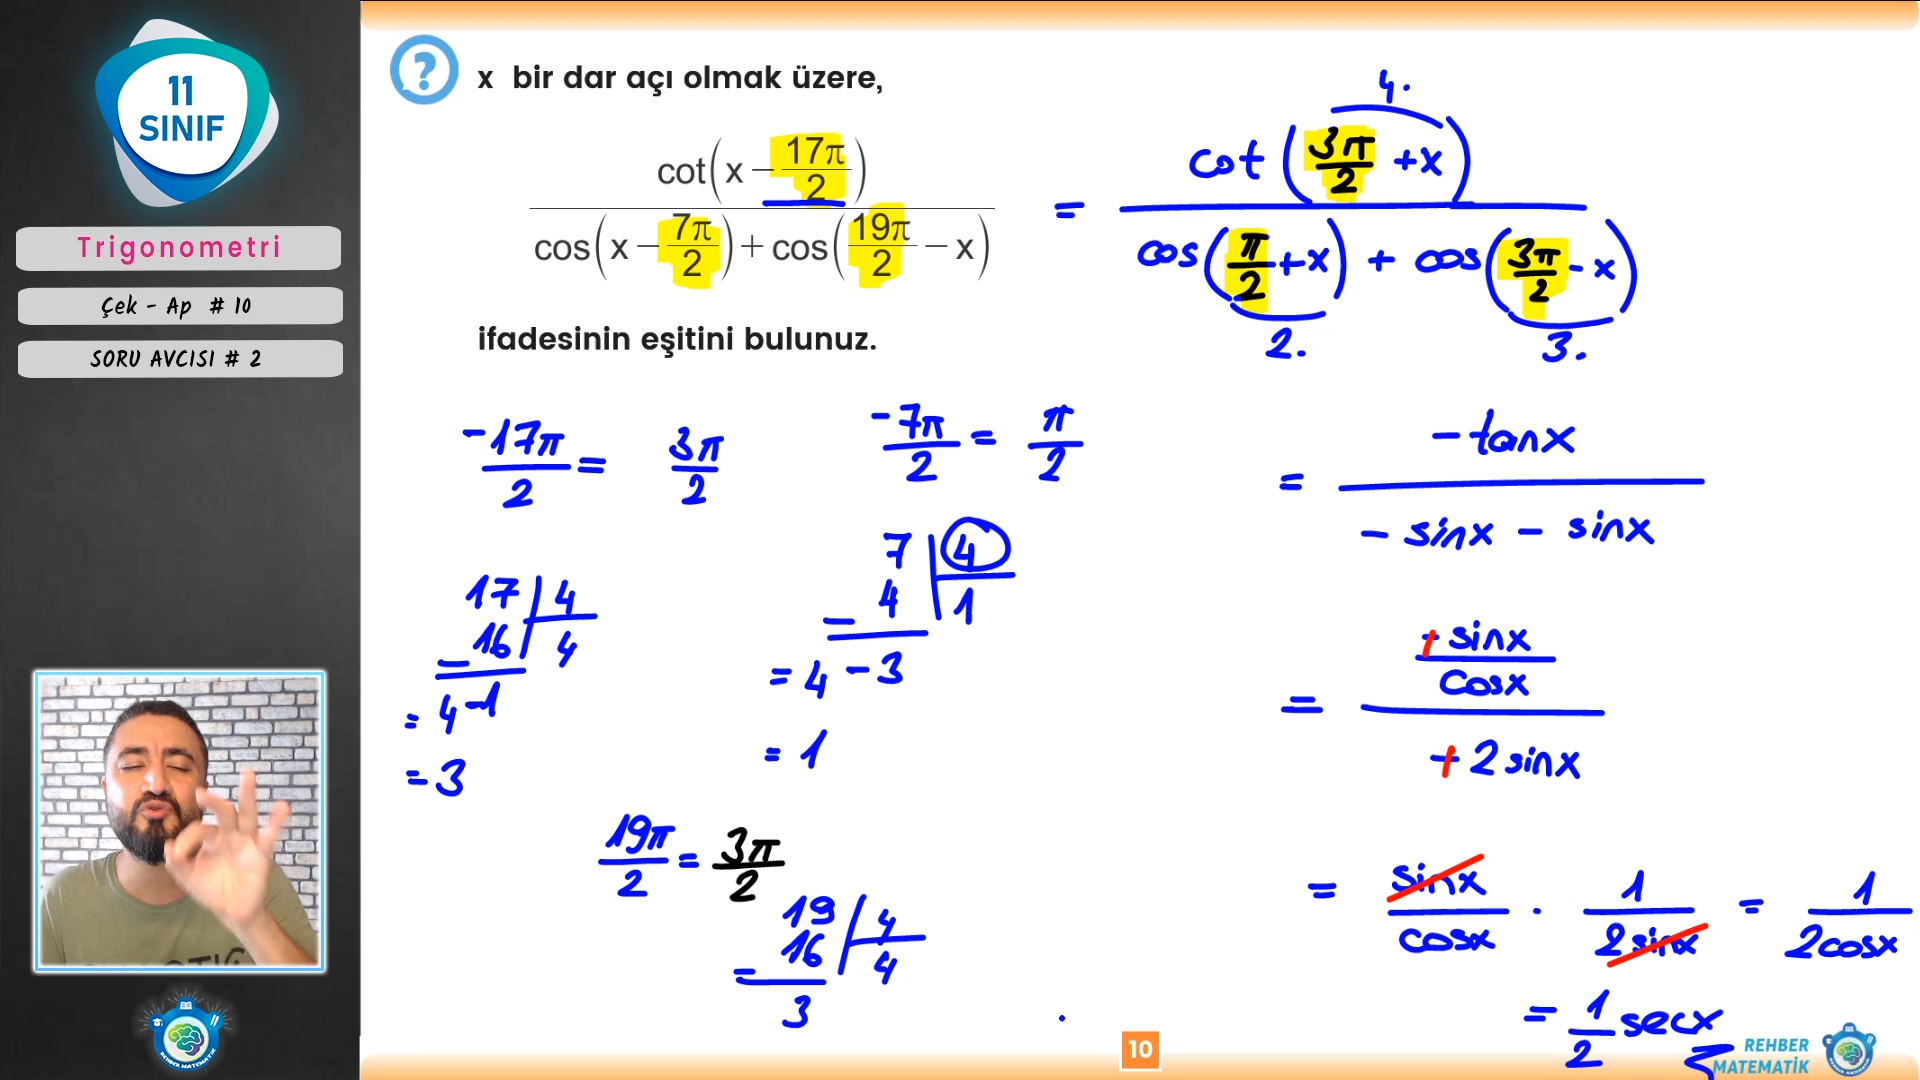 11
SINIF
Trigonometri
Çek - Ap # 10
SORU AVCISI # 2
x bir dar açı olmak üzere,
cot(x − 17π/2)
cos(x − 7π/2) + cos(19π/2 − x)
ifadesinin eşitini bulunuz.
4.
= cot(3π/2 + x)
cos(π/2 + x) + cos(3π/2 - x)
2. 3.
-17π/2 = 3π/2
17 | 4
- 16 | 4
= 4 - 1
= 3
-7π/2 = π/2
7 | 4
- 4 | 1
= 4 - 3
= 1
19π/2 = 3π/2
19 | 4
- 16 | 4
3
= - tanx
- sinx - sinx
= + sinx
cosx
+ 2 sinx
= sinx/cosx · 1/2sinx = 1/2cosx
= 1/2 secx
10
REHBER
MATEMATİK
REHBER MATEMATİK